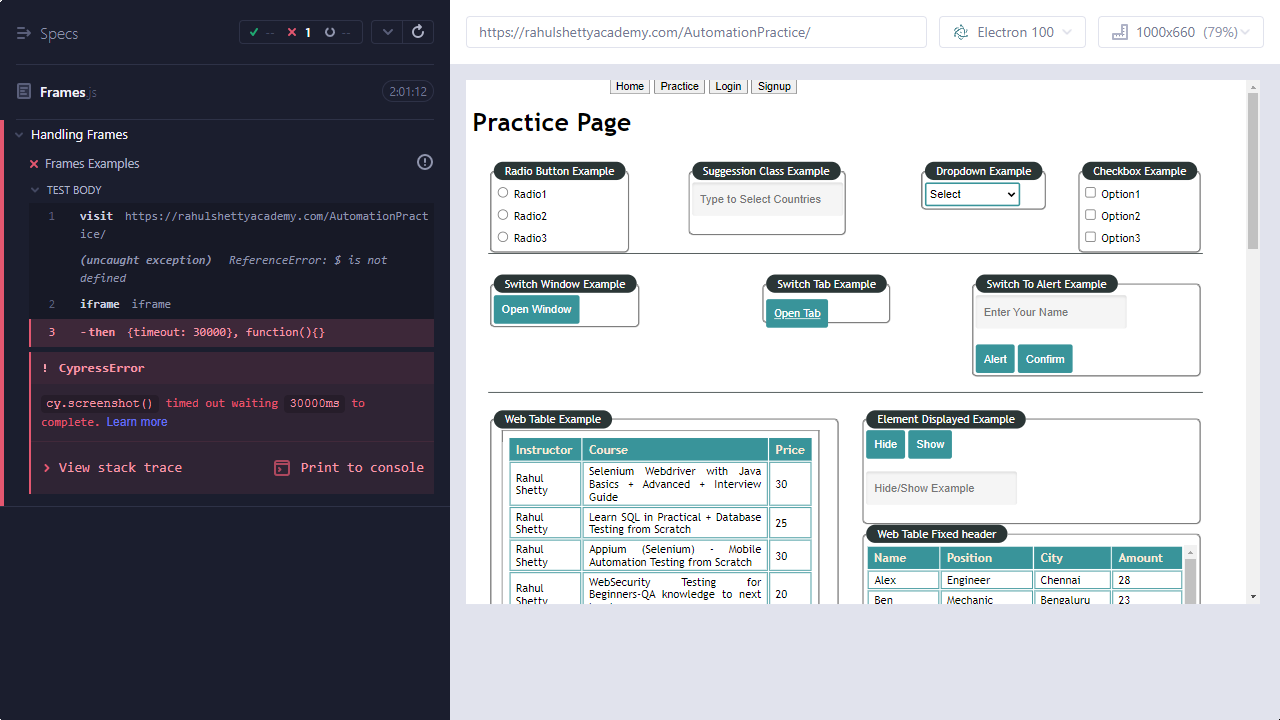 Specs
-- 1 --
Frames.js
2:01:12
Handling Frames
Frames Examples
TEST BODY
1 visit https://rahulshettyacademy.com/AutomationPract
ice/
(uncaught exception) ReferenceError: $ is not
defined
2 iframe iframe
3 -then {timeout: 30000}, function(){}
! CypressError
cy.screenshot() timed out waiting 30000ms to
complete. Learn more
View stack trace
Print to console
https://rahulshettyacademy.com/AutomationPractice/
Electron 100
1000x660 (79%)
Home Practice Login Signup
Practice Page
Radio Button Example
Radio1
Radio2
Radio3
Suggession Class Example
Type to Select Countries
Dropdown Example
Select
Checkbox Example
Option1
Option2
Option3
Switch Window Example
Open Window
Switch Tab Example
Open Tab
Switch To Alert Example
Enter Your Name
Alert Confirm
Web Table Example
Instructor Course Price
Rahul
Shetty
Selenium Webdriver with Java
Basics + Advanced + Interview
Guide
30
Rahul
Shetty
Learn SQL in Practical + Database
Testing from Scratch
25
Rahul
Shetty
Appium (Selenium) - Mobile
Automation Testing from Scratch
30
Rahul
Shetty
WebSecurity Testing for
Beginners-QA knowledge to next
20
Element Displayed Example
Hide Show
Hide/Show Example
Web Table Fixed header
Name Position City Amount
Alex Engineer Chennai 28
Ben Mechanic Bengaluru 23